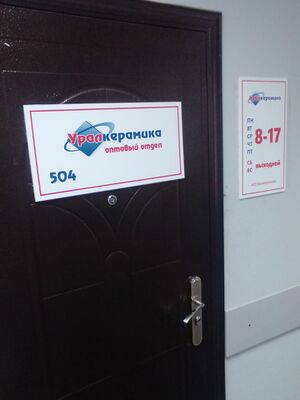 Уралкерамика
оптовый отдел
504
Уралкерамика
ПН
ВТ
СР
ЧТ
ПТ
8-17
СБ
ВС
выходной